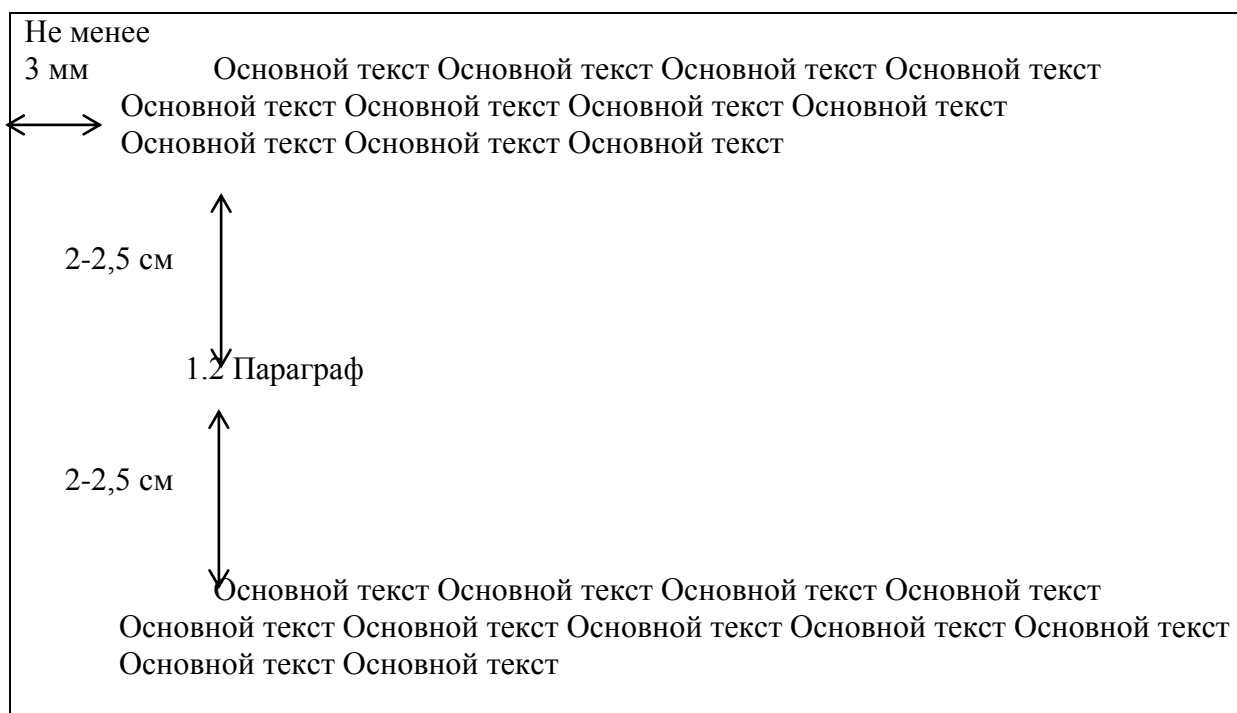 Не менее
3 мм Основной текст Основной текст Основной текст Основной текст
Основной текст Основной текст Основной текст Основной текст
Основной текст Основной текст Основной текст
2-2,5 см
1.2 Параграф
2-2,5 см
Основной текст Основной текст Основной текст Основной текст
Основной текст Основной текст Основной текст Основной текст Основной текст
Основной текст Основной текст